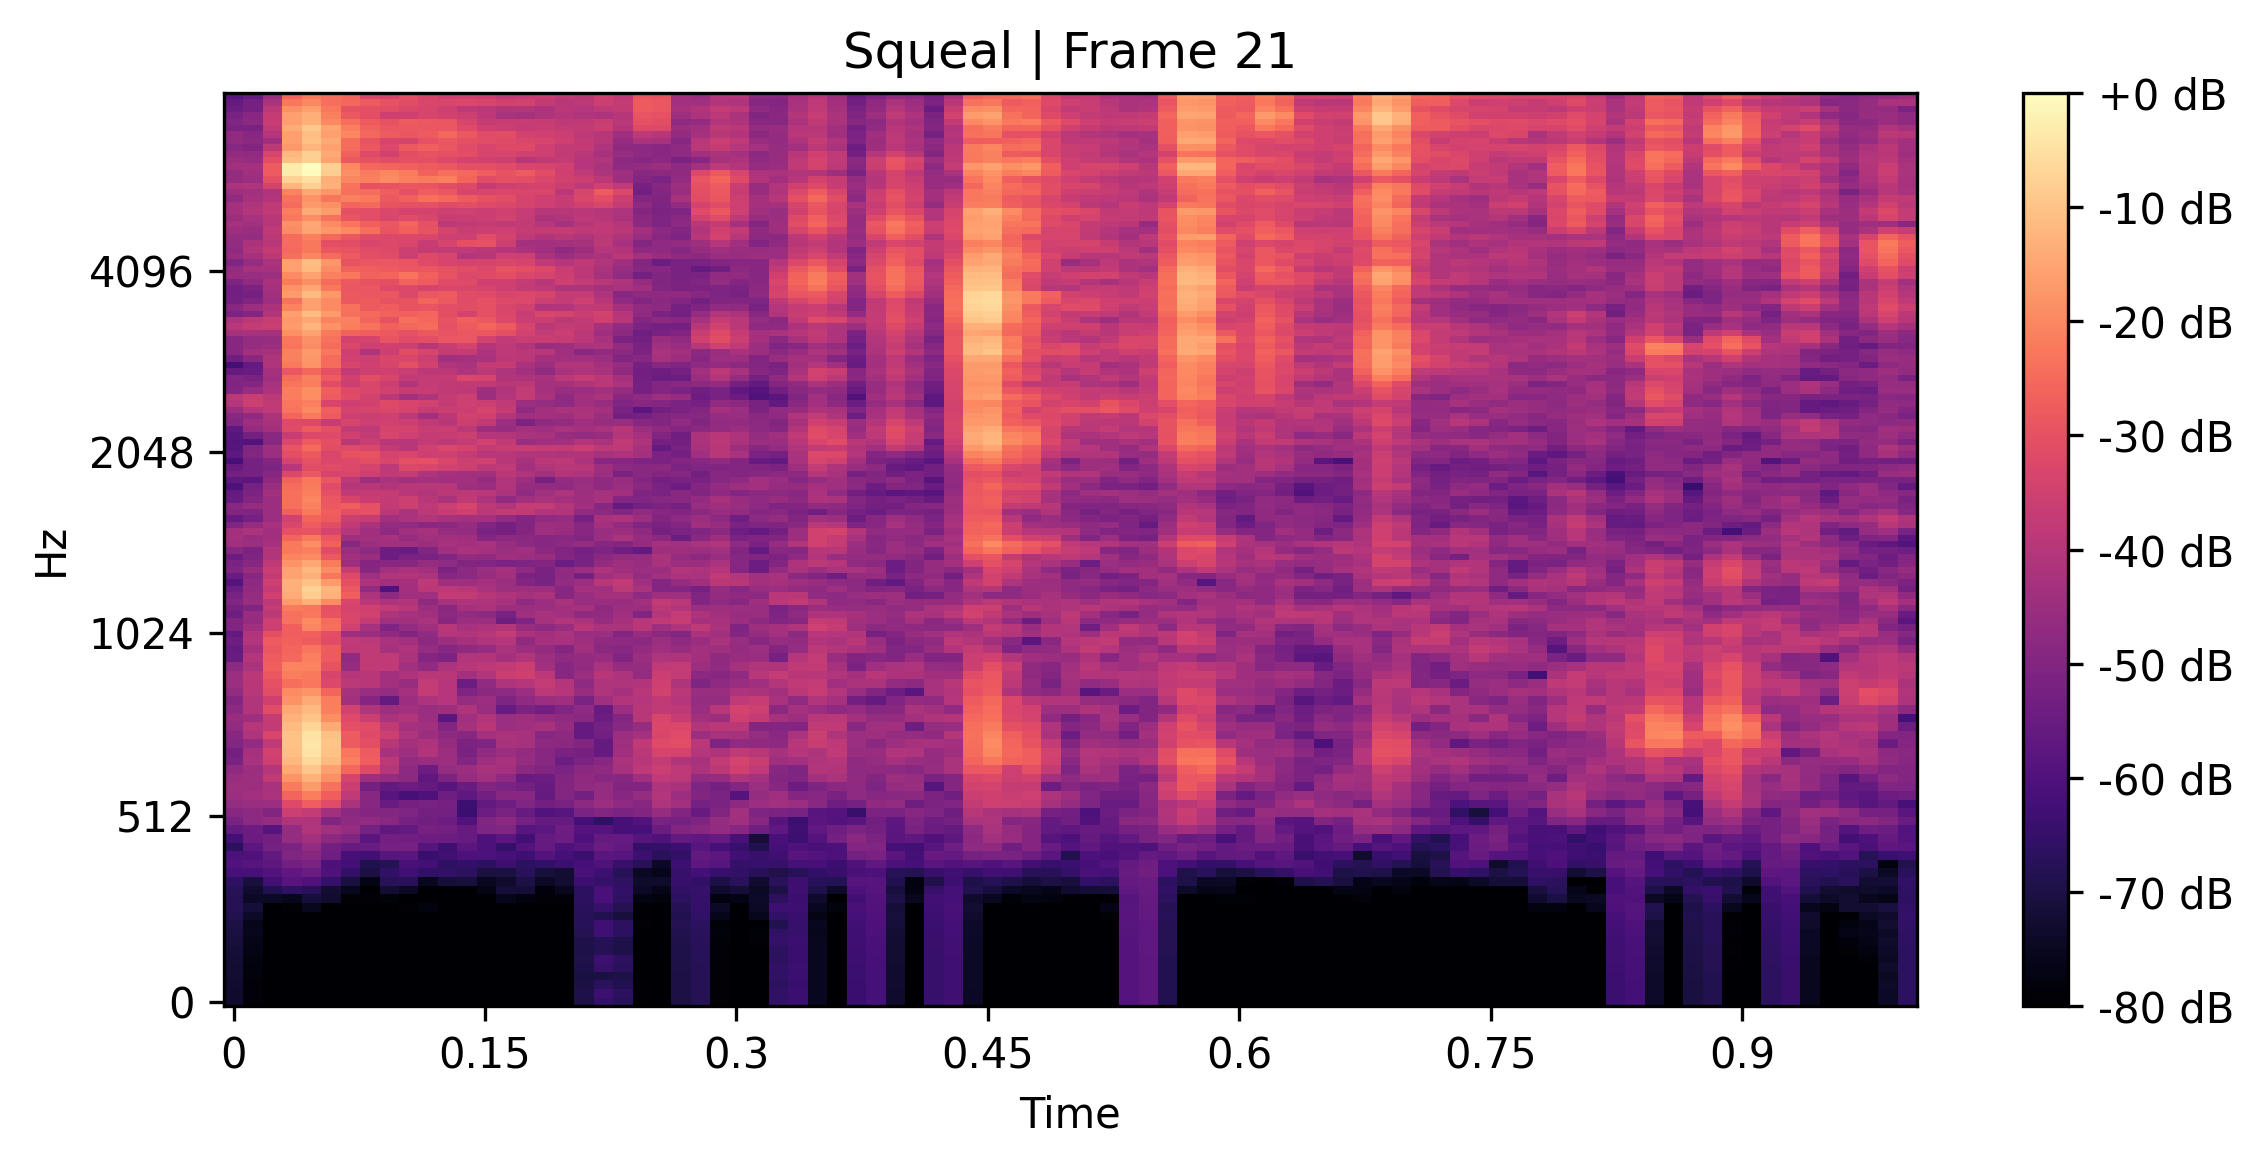 Squeal | Frame 21
Hz
4096
2048
1024
512
0
0 0.15 0.3 0.45 0.6 0.75 0.9
Time
+0 dB
-10 dB
-20 dB
-30 dB
-40 dB
-50 dB
-60 dB
-70 dB
-80 dB